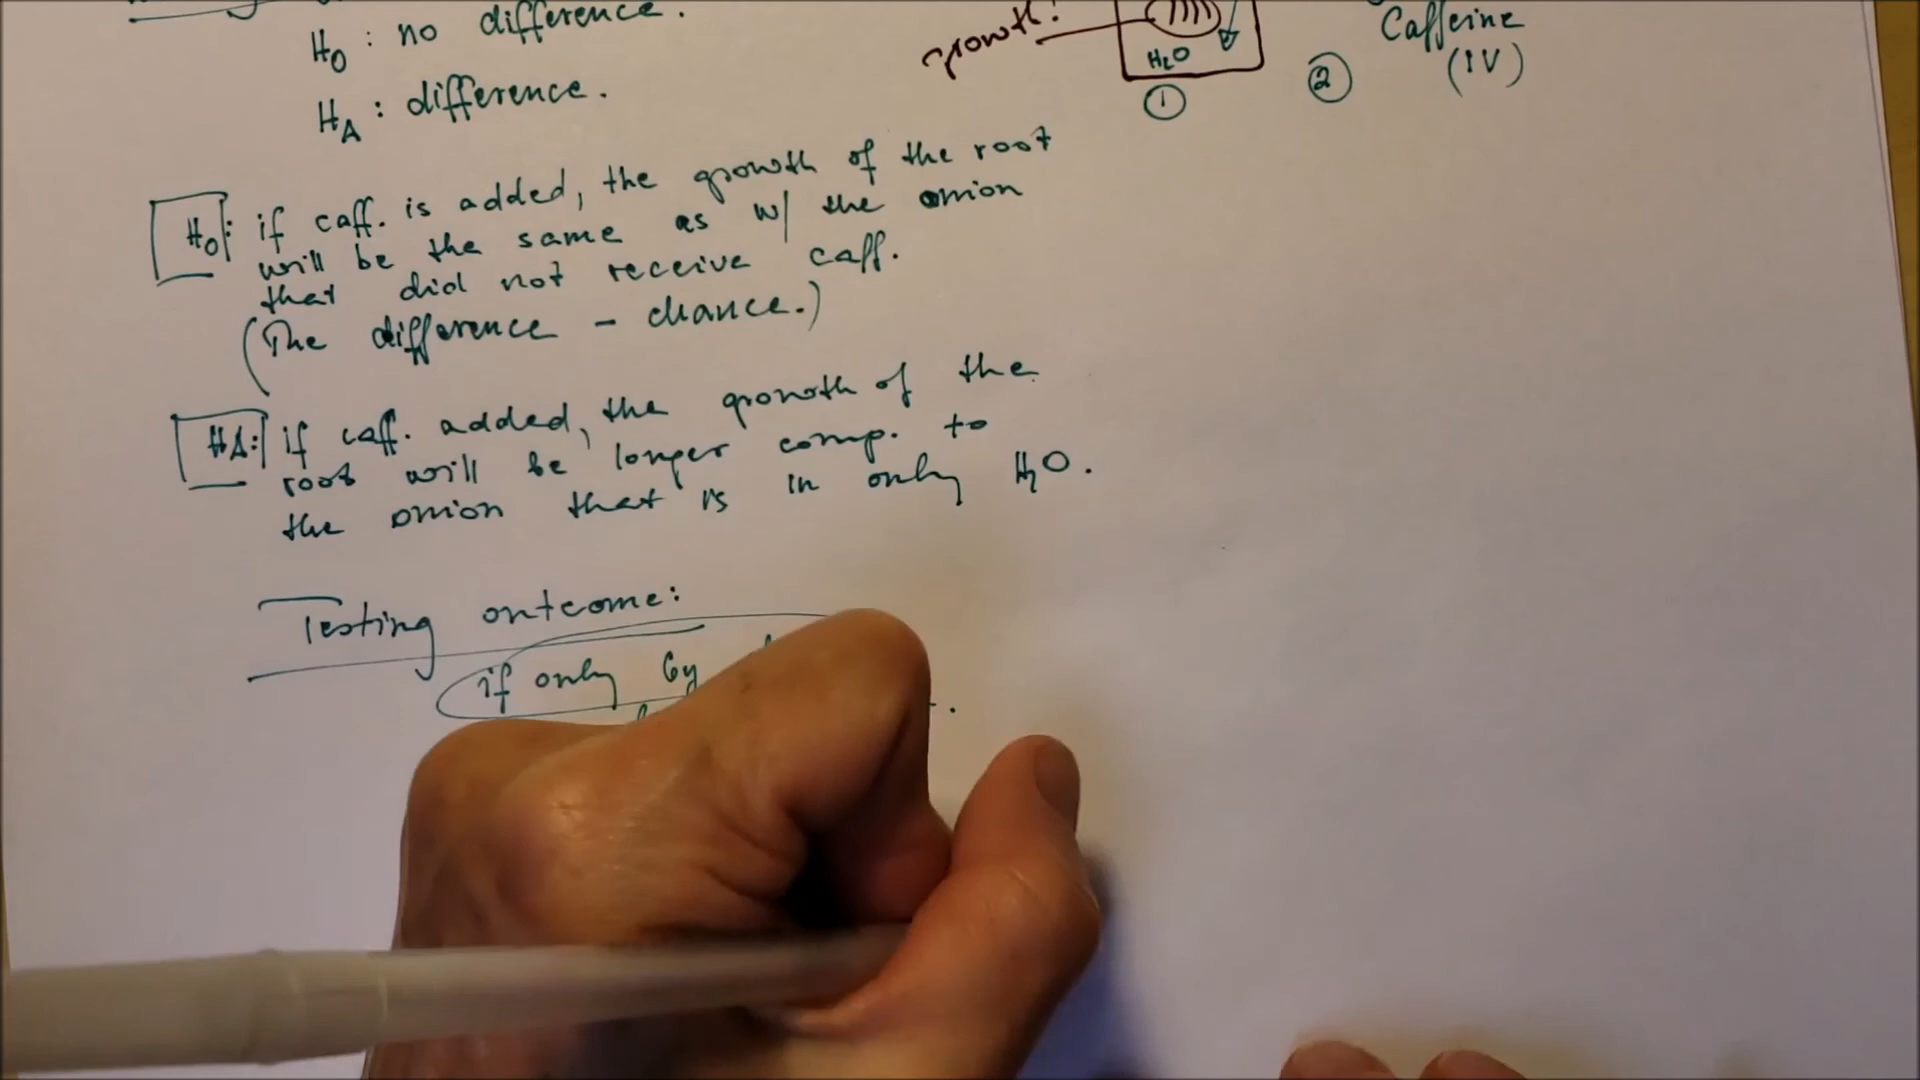 H0 : no difference.
HA : difference.
growth!
H2O
1
2
Caffeine
(IV)
H0: if caff. is added, the growth of the root
will be the same as w/ the onion
that did not receive caff.
(The difference - chance.)
HA: if caff. added, the growth of the
root will be longer comp. to
the onion that is in only H2O.
Testing outcome:
if only by